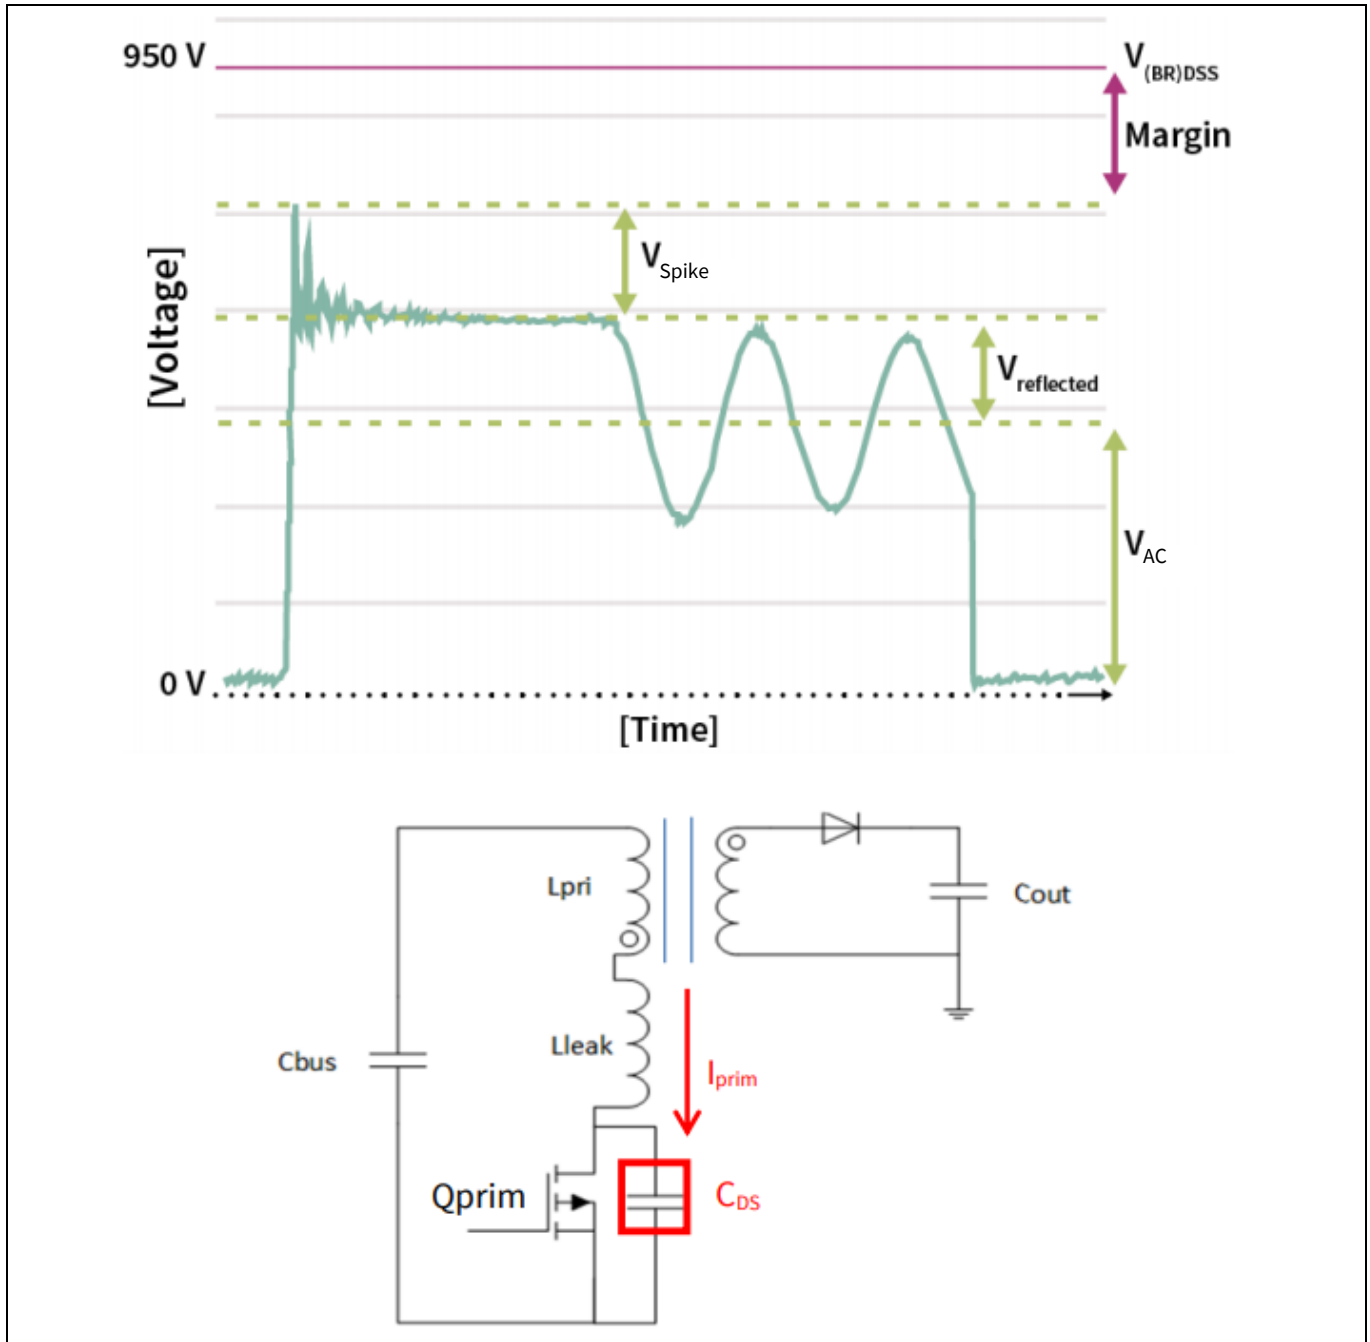 950 V
V(BR)DSS
Margin
VSpike
[Voltage]
Vreflected
VAC
0 V
[Time]
Lpri
Cout
Lleak
Cbus
Iprim
Qprim
CDS